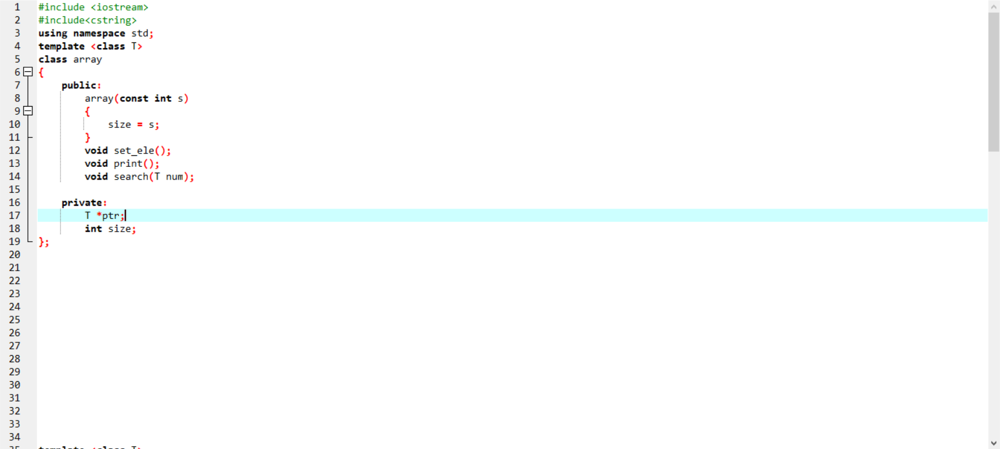 1 #include <iostream>
2 #include<cstring>
3 using namespace std;
4 template <class T>
5 class array
6 {
7 public:
8 array(const int s)
9 {
10 size = s;
11 }
12 void set_ele();
13 void print();
14 void search(T num);
15
16 private:
17 T *ptr;
18 int size;
19 };
20
21
22
23
24
25
26
27
28
29
30
31
32
33
34
35 template <class T>